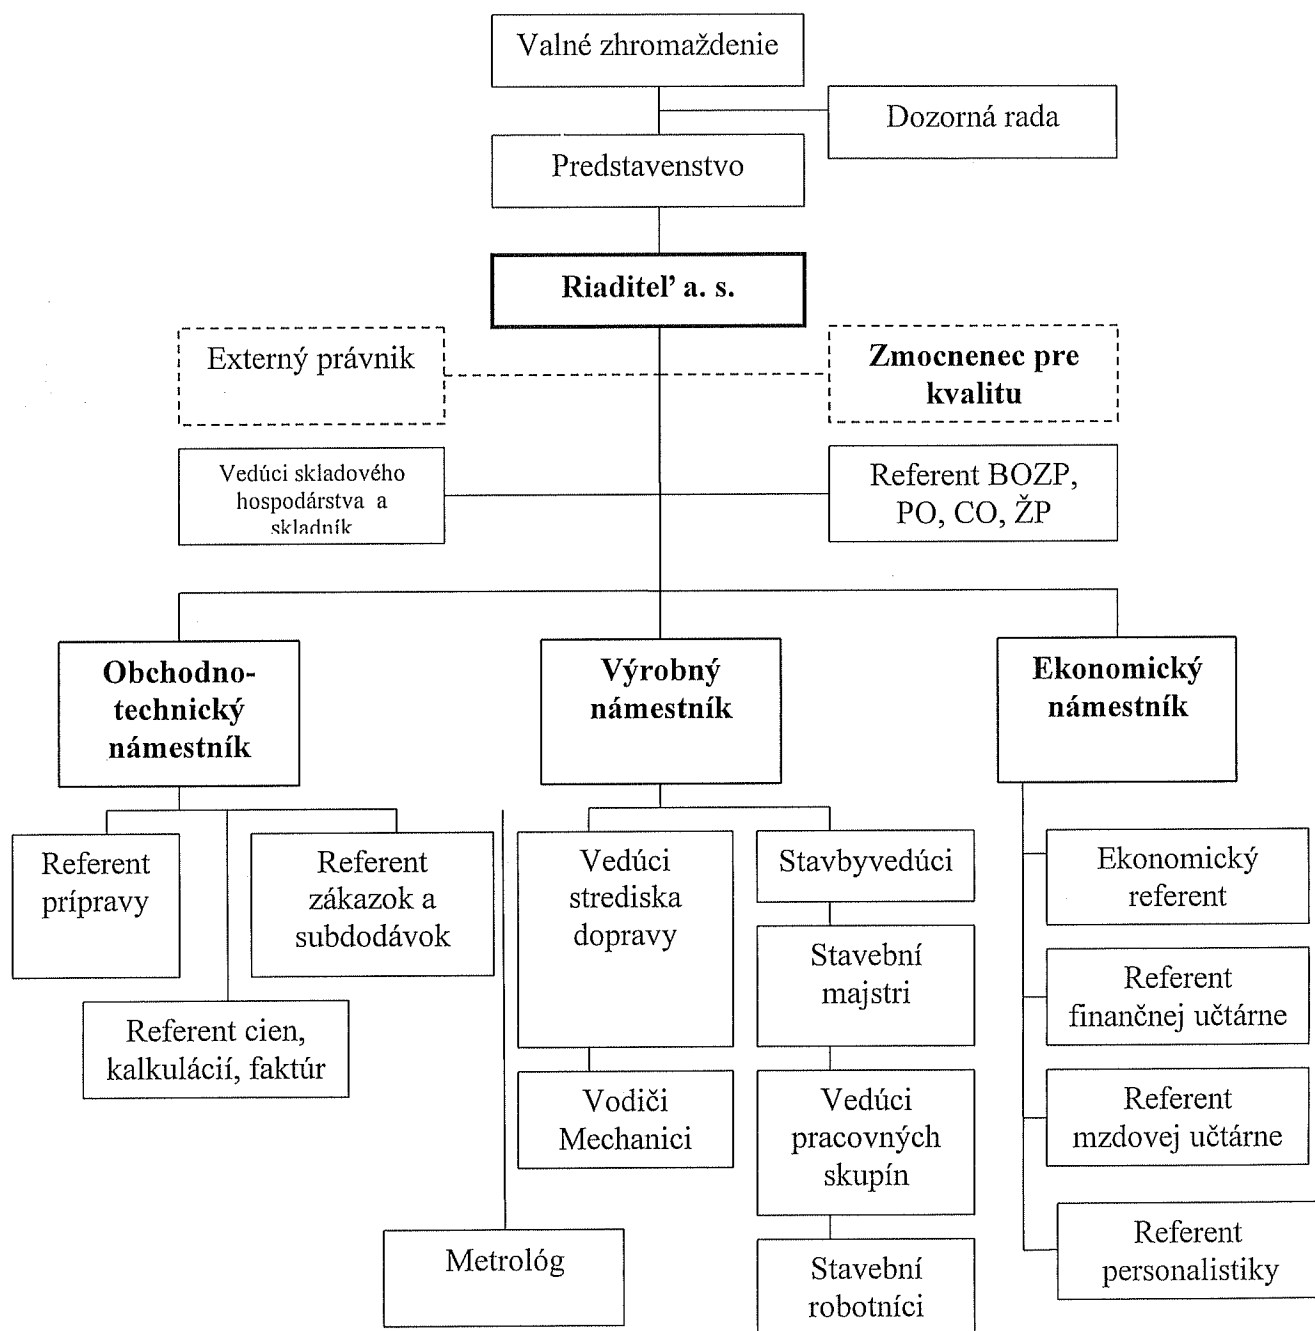 Valné zhromaždenie
Dozorná rada
Predstavenstvo
Riaditeľ a. s.
Externý právnik
Zmocnenec pre
kvalitu
Vedúci skladového
hospodárstva a
skladník
Referent BOZP,
PO, CO, ŽP
Obchodno-
technický
námestník
Výrobný
námestník
Ekonomický
námestník
Referent
prípravy
Referent
zákazok a
subdodávok
Referent cien,
kalkulácií, faktúr
Vedúci
strediska
dopravy
Vodiči
Mechanici
Metrológ
Stavbyvedúci
Stavební
majstri
Vedúci
pracovných
skupín
Stavební
robotníci
Ekonomický
referent
Referent
finančnej učtárne
Referent
mzdovej učtárne
Referent
personalistiky